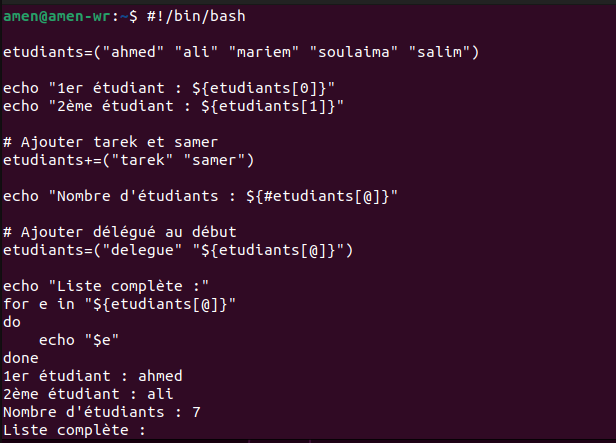 amen@amen-wr:~$ #!/bin/bash
etudiants=("ahmed" "ali" "mariem" "soulaima" "salim")
echo "1er étudiant : ${etudiants[0]}"
echo "2ème étudiant : ${etudiants[1]}"
# Ajouter tarek et samer
etudiants+=("tarek" "samer")
echo "Nombre d'étudiants : ${#etudiants[@]}"
# Ajouter délégué au début
etudiants=("delegue" "${etudiants[@]}")
echo "Liste complète :"
for e in "${etudiants[@]}"
do
    echo "$e"
done
1er étudiant : ahmed
2ème étudiant : ali
Nombre d'étudiants : 7
Liste complète :